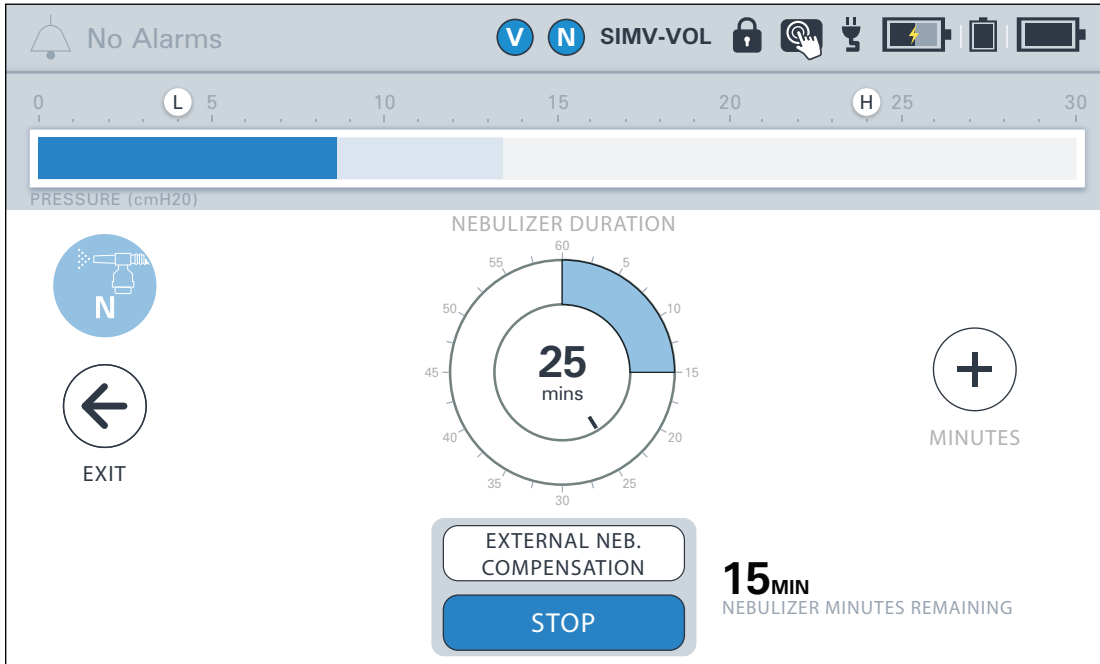 No Alarms
V N SIMV-VOL
0 L 5 10 15 20 H 25 30
PRESSURE (cmH20)
NEBULIZER DURATION
60
55 5
50 10
45 15
40 20
35 25
30
25
mins
N
EXIT
MINUTES
EXTERNAL NEB.
COMPENSATION
STOP
15MIN
NEBULIZER MINUTES REMAINING